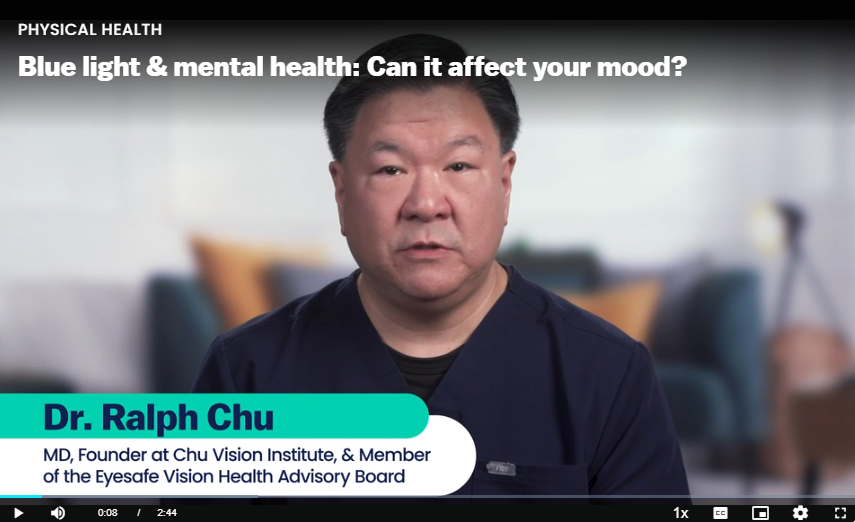 PHYSICAL HEALTH
Blue light & mental health: Can it affect your mood?
Dr. Ralph Chu
MD, Founder at Chu Vision Institute, & Member
of the Eyesafe Vision Health Advisory Board
0:08 / 2:44 1x CC